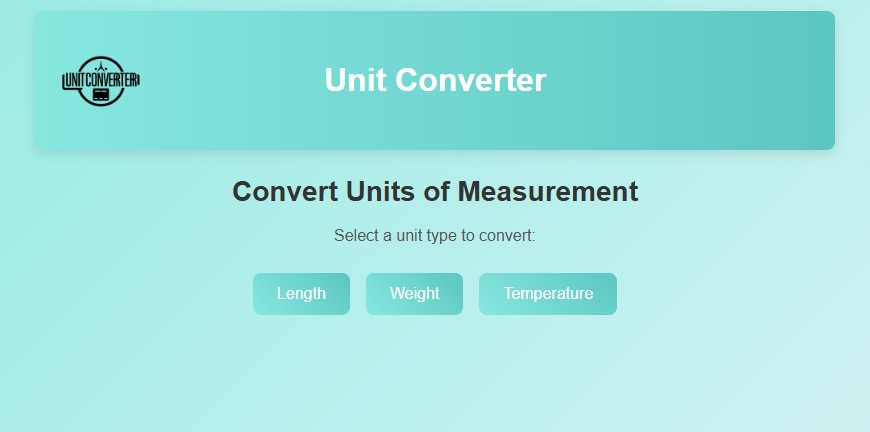 UNITCONVERTER
Unit Converter
Convert Units of Measurement
Select a unit type to convert:
Length
Weight
Temperature